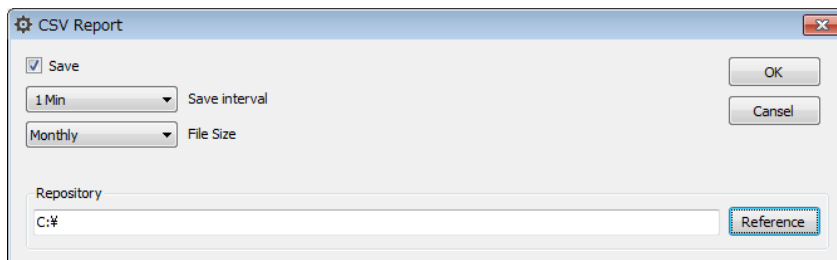 CSV Report
Save
OK
1 Min Save interval
Cansel
Monthly File Size
Repository
C:¥ Reference